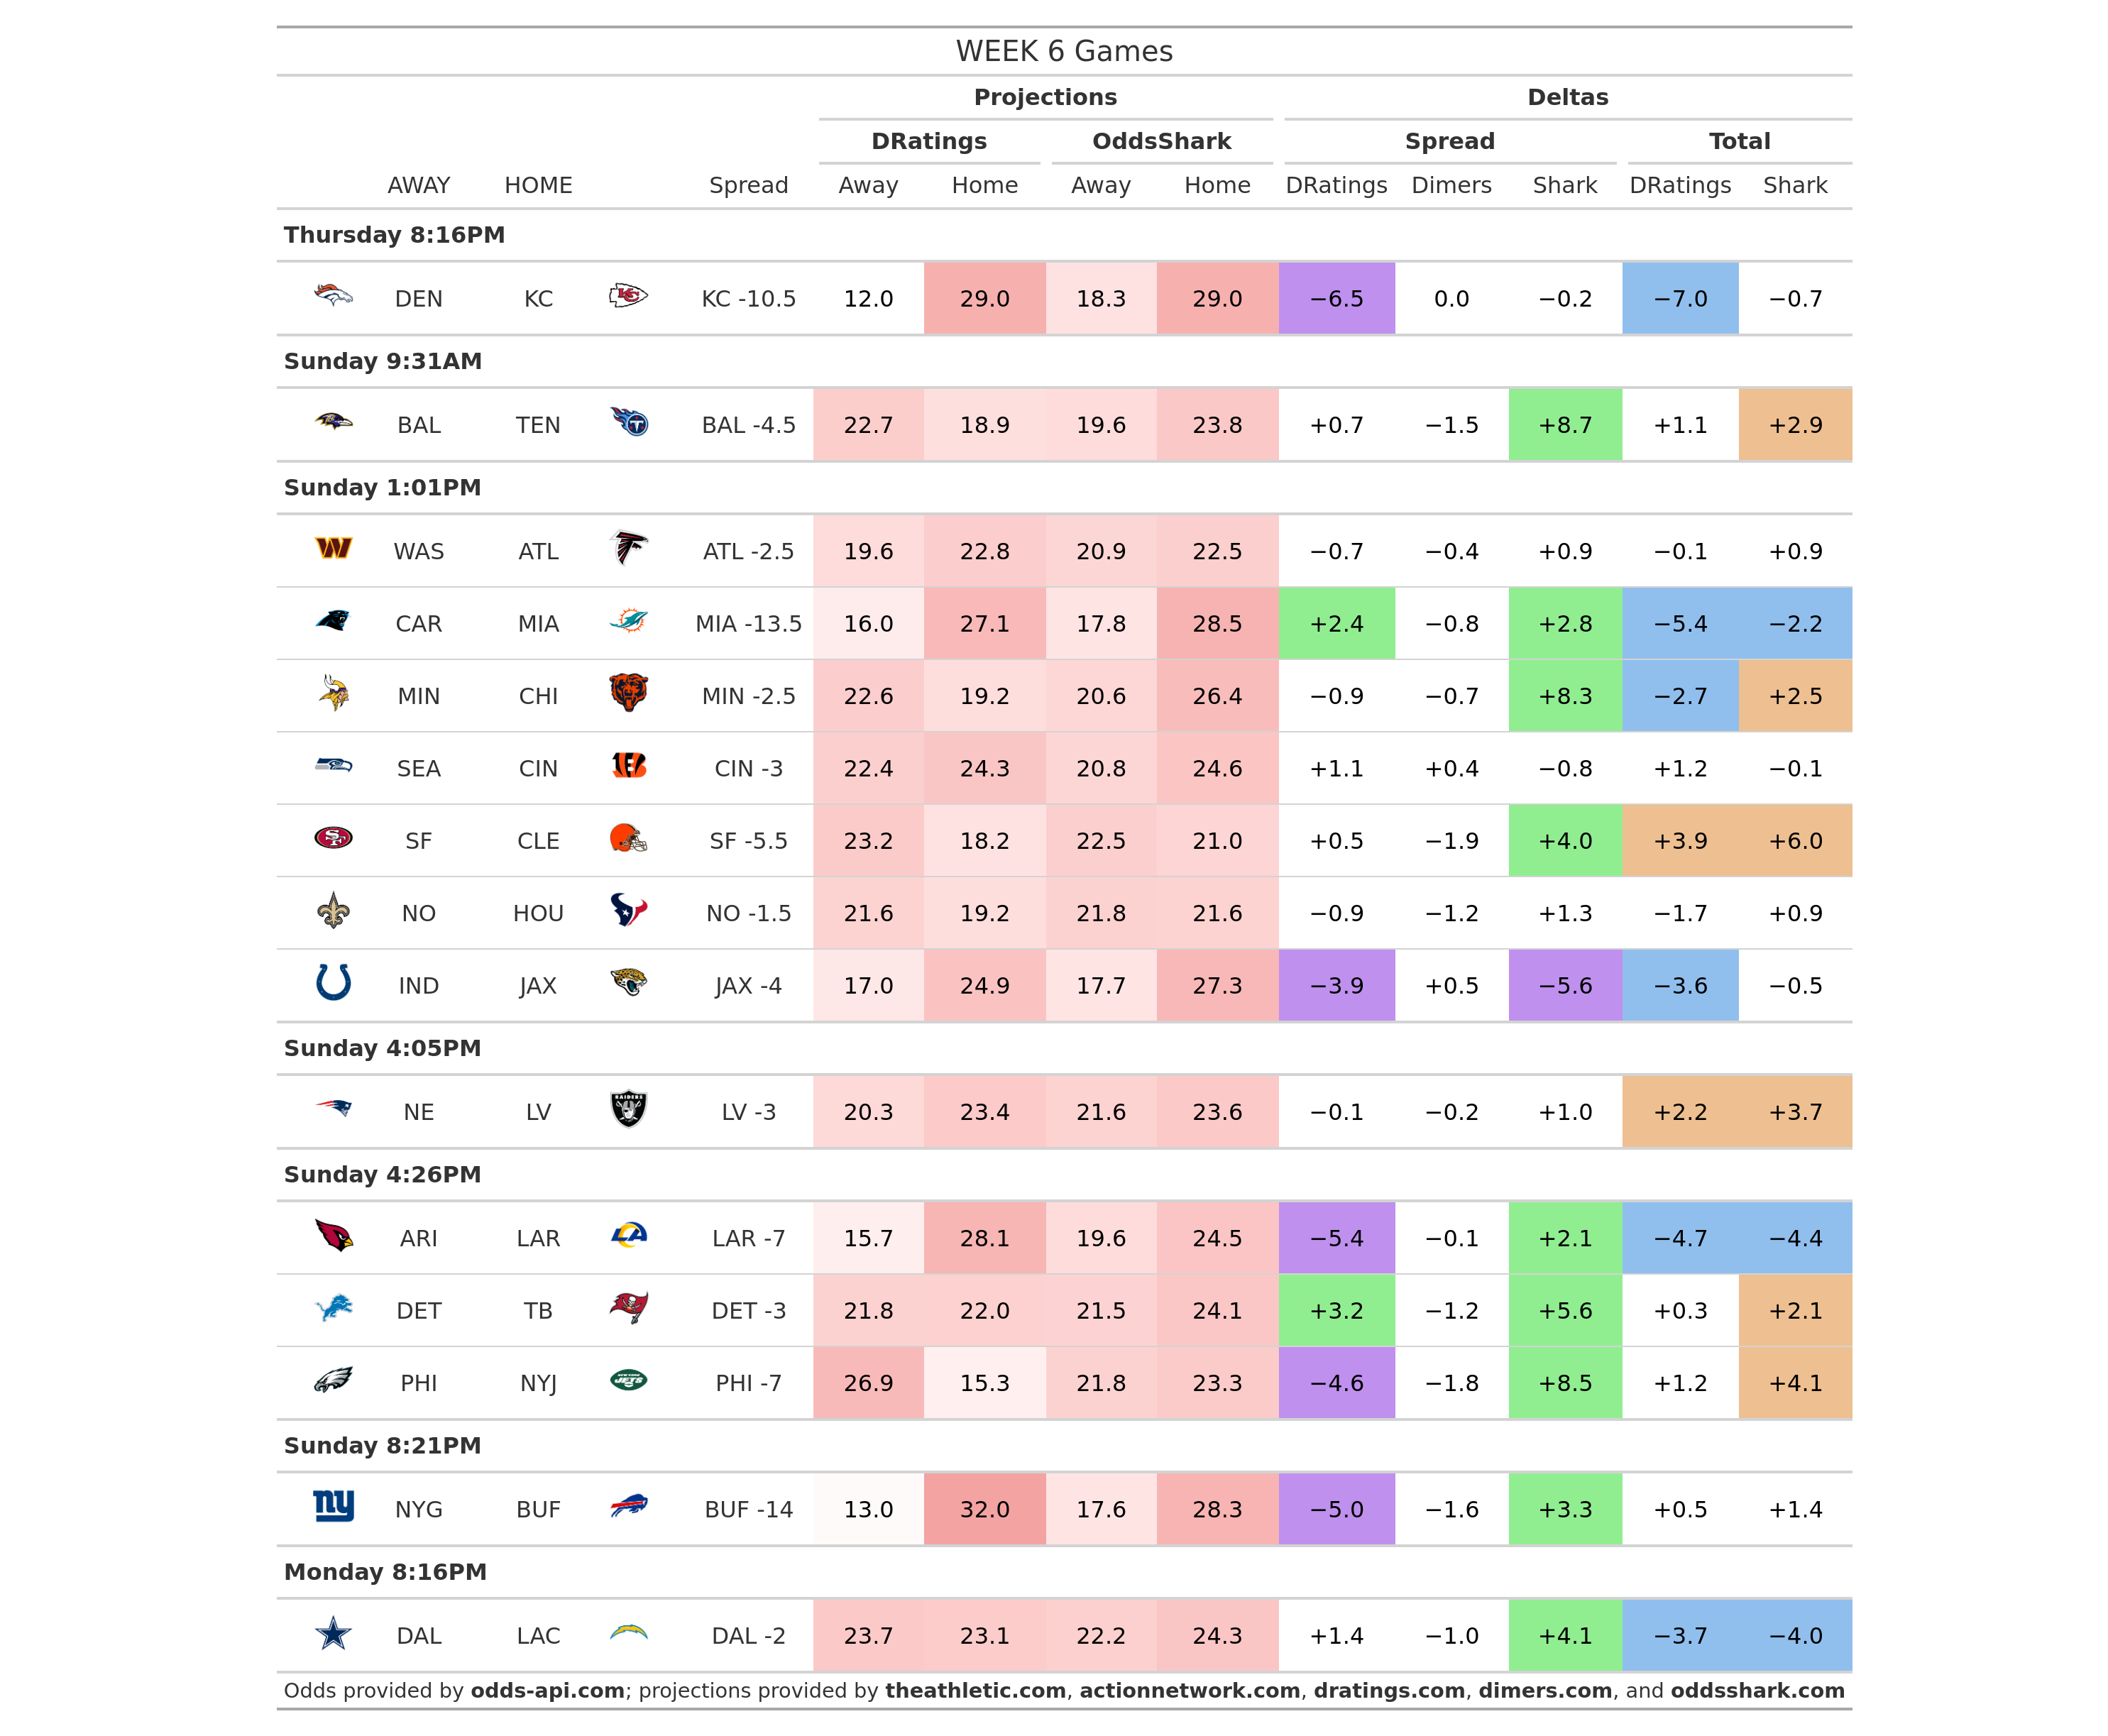 WEEK 6 Games
Projections Deltas
DRatings OddsShark Spread Total
AWAY HOME Spread Away Home Away Home DRatings Dimers Shark DRatings Shark
Thursday 8:16PM
DEN KC KC -10.5 12.0 29.0 18.3 29.0 −6.5 0.0 −0.2 −7.0 −0.7
Sunday 9:31AM
BAL TEN BAL -4.5 22.7 18.9 19.6 23.8 +0.7 −1.5 +8.7 +1.1 +2.9
Sunday 1:01PM
WAS ATL ATL -2.5 19.6 22.8 20.9 22.5 −0.7 −0.4 +0.9 −0.1 +0.9
CAR MIA MIA -13.5 16.0 27.1 17.8 28.5 +2.4 −0.8 +2.8 −5.4 −2.2
MIN CHI MIN -2.5 22.6 19.2 20.6 26.4 −0.9 −0.7 +8.3 −2.7 +2.5
SEA CIN CIN -3 22.4 24.3 20.8 24.6 +1.1 +0.4 −0.8 +1.2 −0.1
SF CLE SF -5.5 23.2 18.2 22.5 21.0 +0.5 −1.9 +4.0 +3.9 +6.0
NO HOU NO -1.5 21.6 19.2 21.8 21.6 −0.9 −1.2 +1.3 −1.7 +0.9
IND JAX JAX -4 17.0 24.9 17.7 27.3 −3.9 +0.5 −5.6 −3.6 −0.5
Sunday 4:05PM
NE LV RAIDERS LV -3 20.3 23.4 21.6 23.6 −0.1 −0.2 +1.0 +2.2 +3.7
Sunday 4:26PM
ARI LAR LAR -7 15.7 28.1 19.6 24.5 −5.4 −0.1 +2.1 −4.7 −4.4
DET TB DET -3 21.8 22.0 21.5 24.1 +3.2 −1.2 +5.6 +0.3 +2.1
PHI NYJ JETS PHI -7 26.9 15.3 21.8 23.3 −4.6 −1.8 +8.5 +1.2 +4.1
Sunday 8:21PM
ny NYG BUF BUF -14 13.0 32.0 17.6 28.3 −5.0 −1.6 +3.3 +0.5 +1.4
Monday 8:16PM
DAL LAC DAL -2 23.7 23.1 22.2 24.3 +1.4 −1.0 +4.1 −3.7 −4.0
Odds provided by odds-api.com; projections provided by theathletic.com, actionnetwork.com, dratings.com, dimers.com, and oddsshark.com